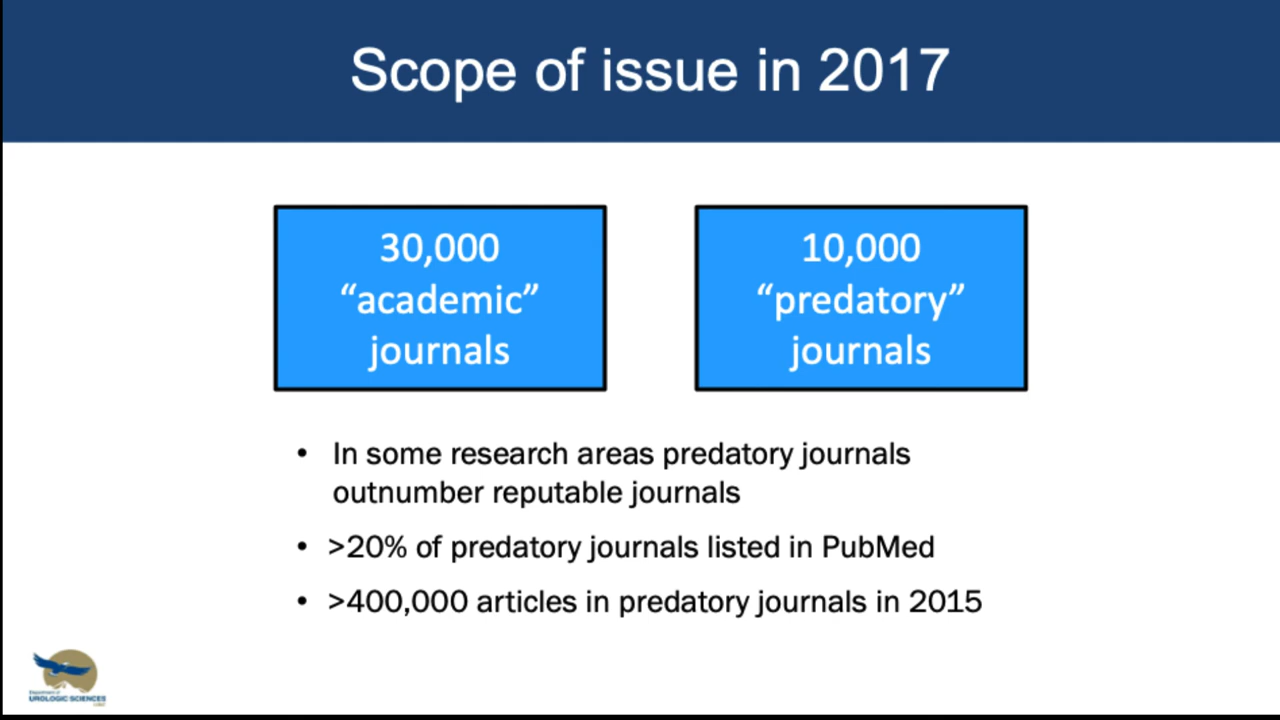 Scope of issue in 2017
30,000
“academic”
journals
10,000
“predatory”
journals
• In some research areas predatory journals
outnumber reputable journals
• >20% of predatory journals listed in PubMed
• >400,000 articles in predatory journals in 2015
Department of
UROLOGIC SCIENCES